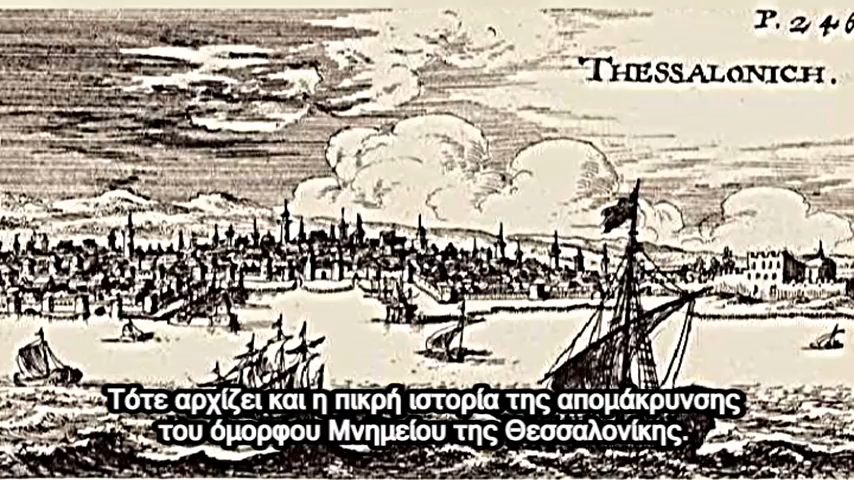 P. 246
THESSALONICH.
Τότε αρχίζει και η πικρή ιστορία της απομάκρυνσης
του όμορφου Μνημείου της Θεσσαλονίκης.